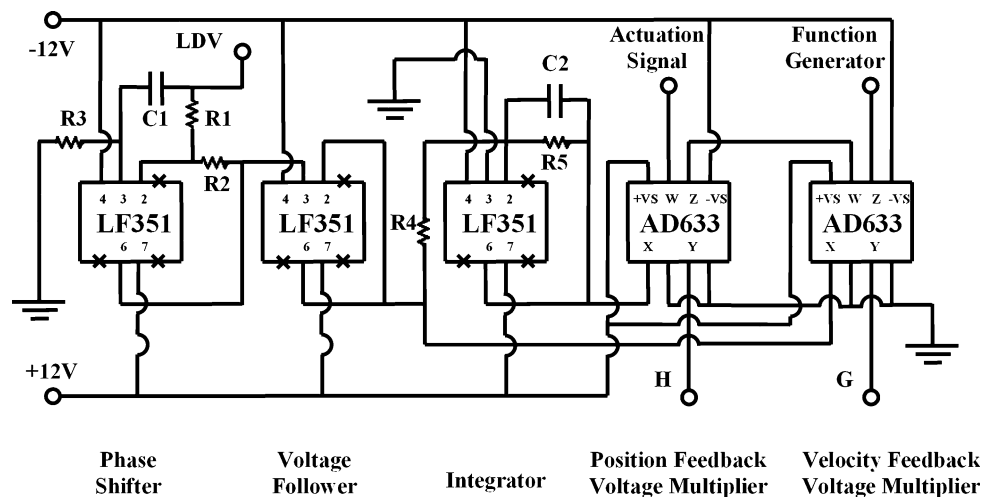 -12V
LDV
Actuation
Signal
Function
Generator
C2
R3
C1
R1
R5
R2
4 3 2
LF351
6 7
4 3 2
LF351
6 7
R4
4 3 2
LF351
6 7
+VS W Z -VS
AD633
X Y
+VS W Z -VS
AD633
X Y
+12V
H
G
Phase
Shifter
Voltage
Follower
Integrator
Position Feedback
Voltage Multiplier
Velocity Feedback
Voltage Multiplier